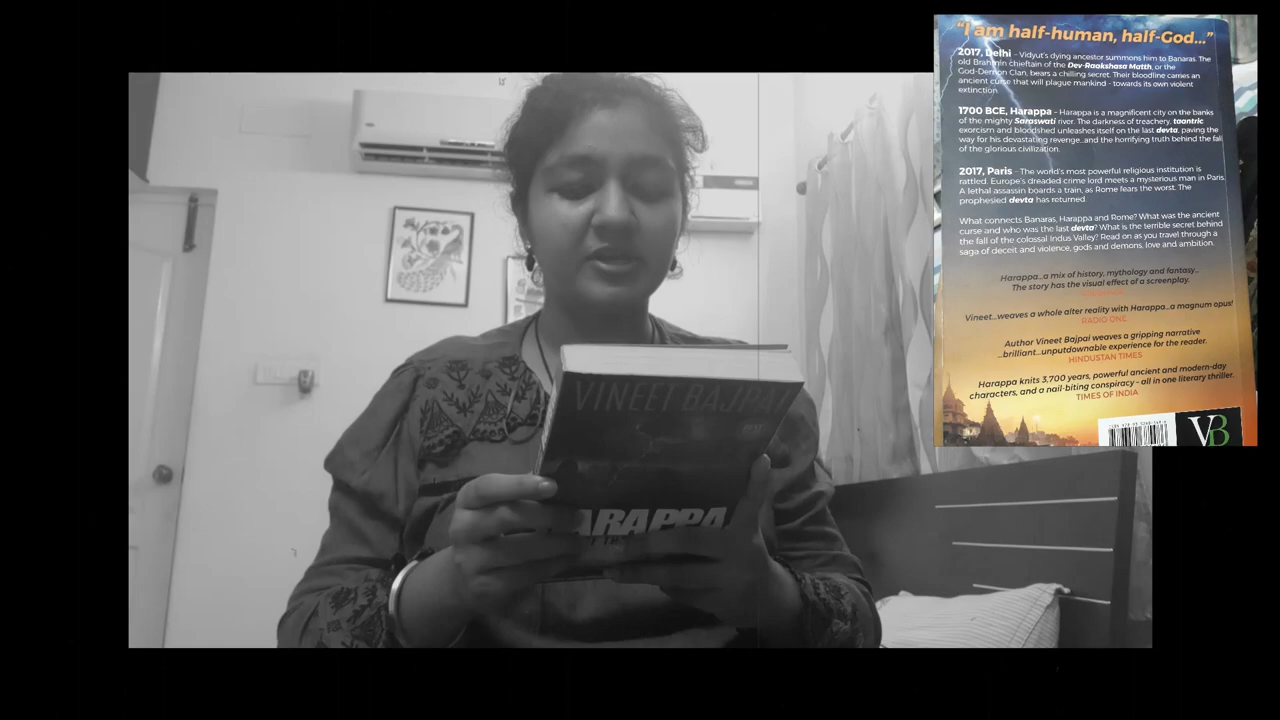 "I am half-human, half-God..."
2017, Delhi – Vidyut's dying ancestor summons him to Banaras. The
old Brahmin chieftain of the Dev-Raakshasa Matth, or the
God-Demon Clan, bears a chilling secret. Their bloodline carries an
ancient curse that will plague mankind - towards its own violent
extinction.
1700 BCE, Harappa – Harappa is a magnificent city on the banks
of the mighty Saraswati river. The darkness of treachery, taantric
exorcism and bloodshed unleashes itself on the last devta, paving the
way for his devastating revenge...and the horrifying truth behind the fall
of the glorious civilization.
2017, Paris – The world's most powerful religious institution is
rattled. Europe's dreaded crime lord meets a mysterious man in Paris.
A lethal assassin boards a train, as Rome fears the worst. The
prophesied devta has returned.
What connects Banaras, Harappa and Rome? What was the ancient
curse and who was the last devta? What is the terrible secret behind
the fall of the colossal Indus Valley? Read on as you travel through a
saga of deceit and violence, gods and demons, love and ambition.
Harappa...a mix of history, mythology and fantasy...
The story has the visual effect of a screenplay.
Vineet...weaves a whole alter reality with Harappa...a magnum opus!
RADIO ONE
Author Vineet Bajpai weaves a gripping narrative
...brilliant...unputdownable experience for the reader.
HINDUSTAN TIMES
Harappa knits 3,700 years, powerful ancient and modern-day
characters, and a nail-biting conspiracy – all in one literary thriller.
TIMES OF INDIA
VB
VINEET BAJPAI
ARAPPA